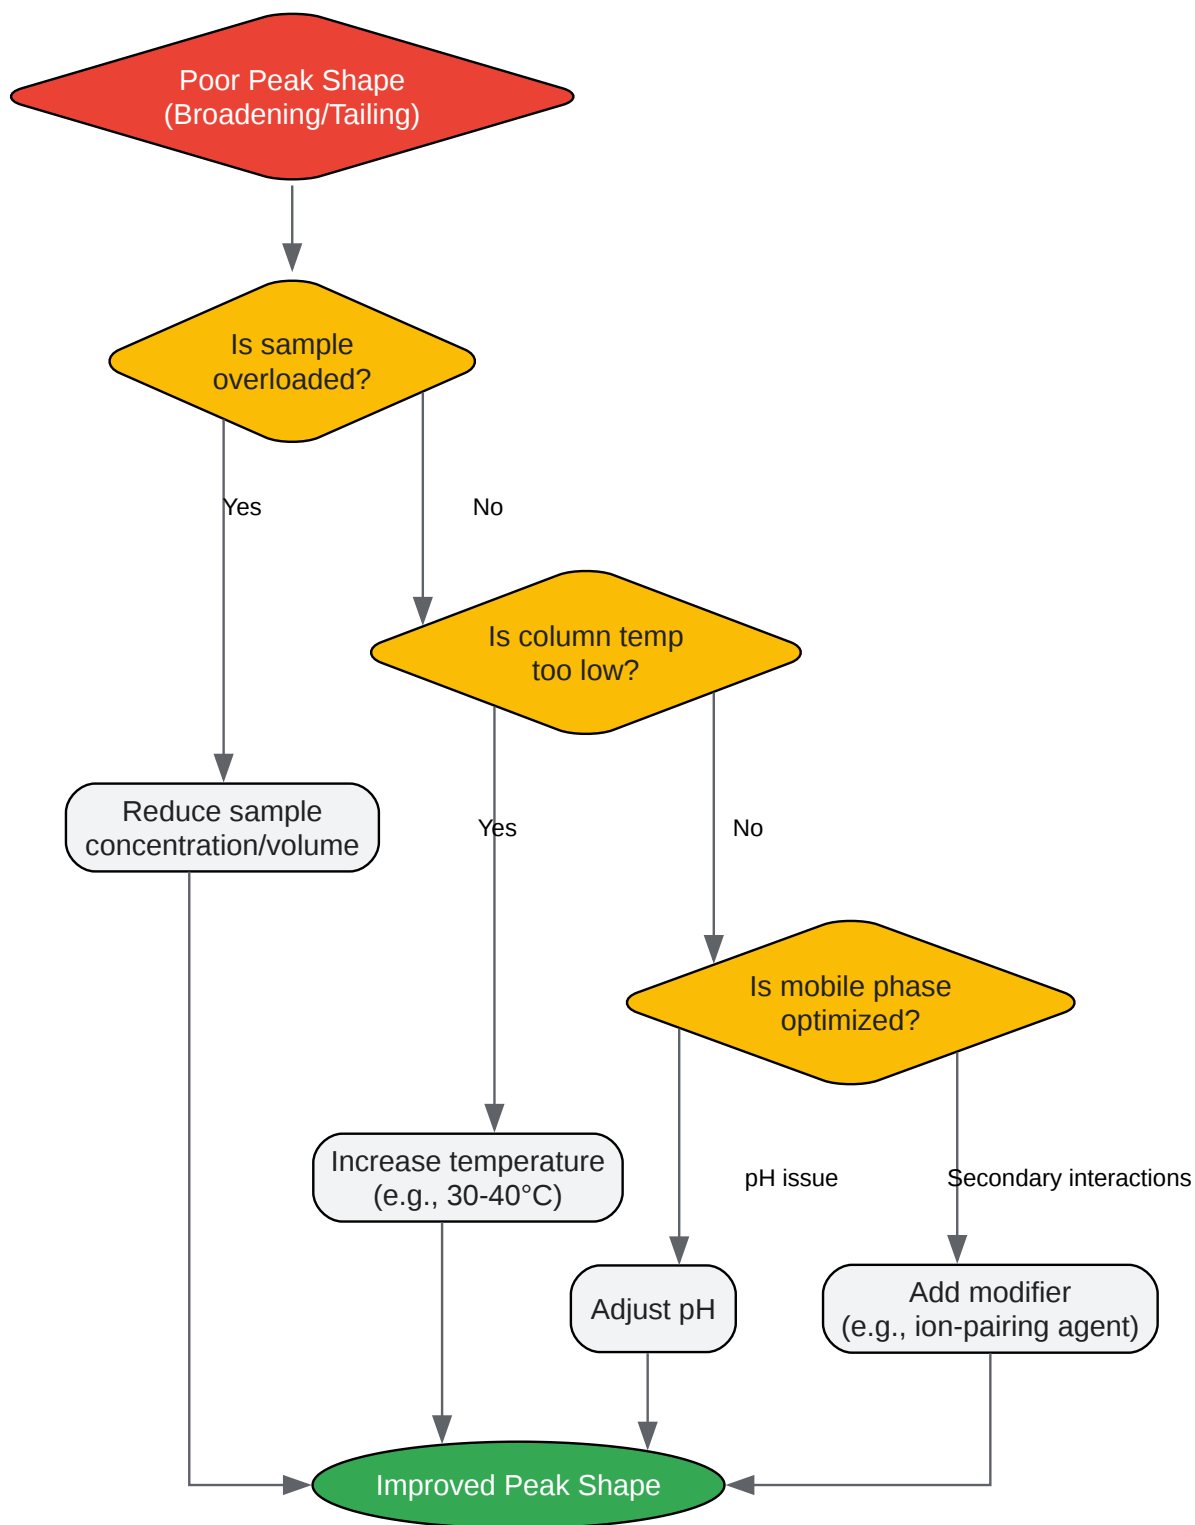 Poor Peak Shape
(Broadening/Tailing)
Is sample
overloaded?
Yes
No
Is column temp
too low?
Reduce sample
concentration/volume
Yes
No
Is mobile phase
optimized?
Increase temperature
(e.g., 30-40°C)
pH issue
Secondary interactions
Adjust pH
Add modifier
(e.g., ion-pairing agent)
Improved Peak Shape